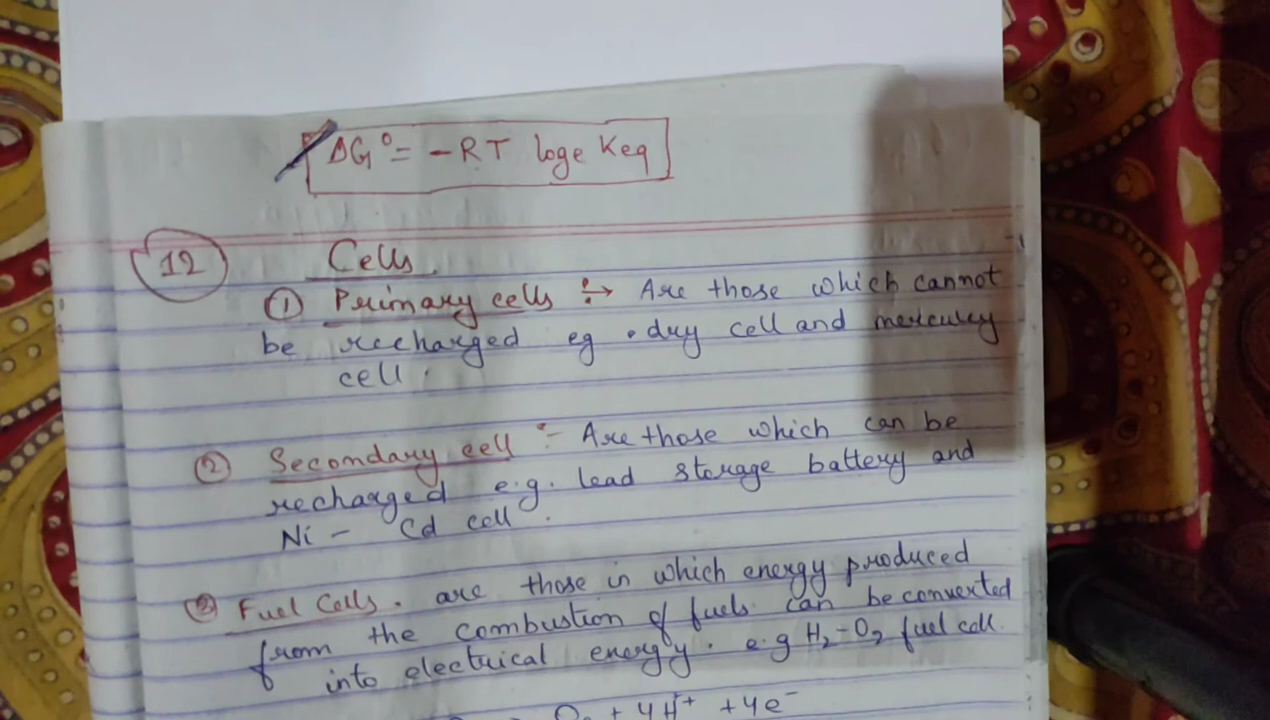 ΔG° = -RT loge Keq
12 Cells
① Primary cells :→ Are those which cannot
be recharged eg • dry cell and mercurey
cell.
② Secondary cell :- Are those which can be
recharged e.g. lead storage battery and
Ni - Cd cell.
③ Fuel Cells. are those in which energy produced
from the combustion of fuels can be converted
into electrical energy. e.g H₂-O₂ fuel cell.
O₂ + 4H⁺ + 4e⁻